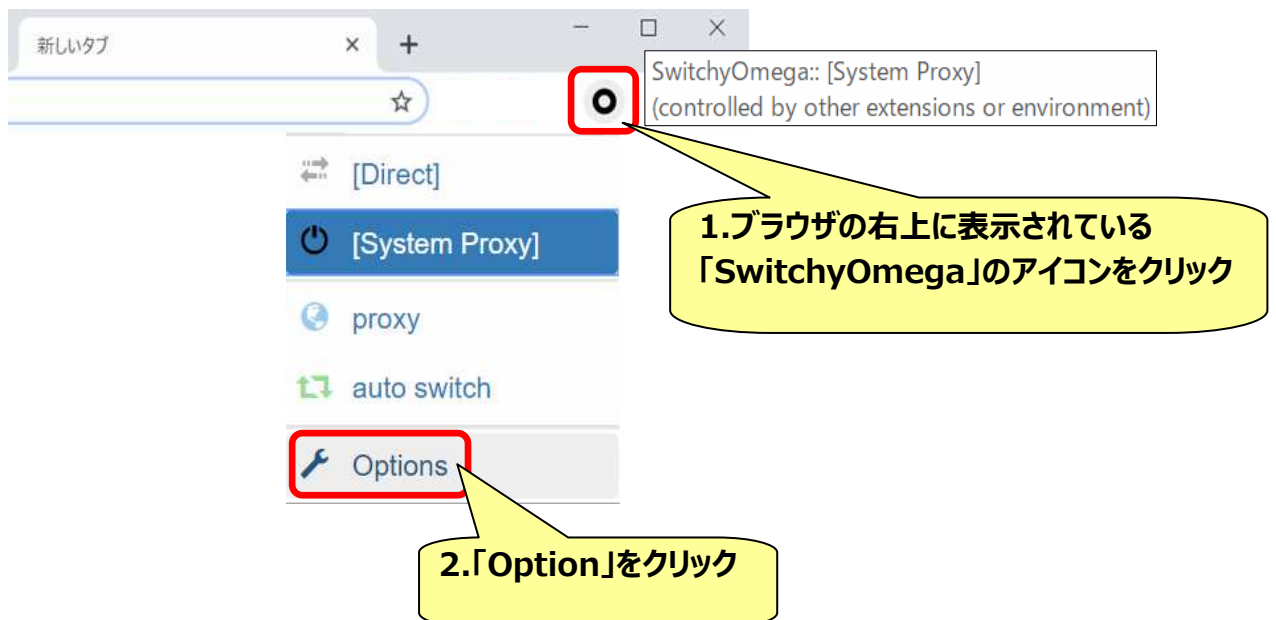 新しいタブ
SwitchyOmega:: [System Proxy]
(controlled by other extensions or environment)
[Direct]
[System Proxy]
proxy
auto switch
Options
1.ブラウザの右上に表示されている
「SwitchyOmega」のアイコンをクリック
2.「Option」をクリック